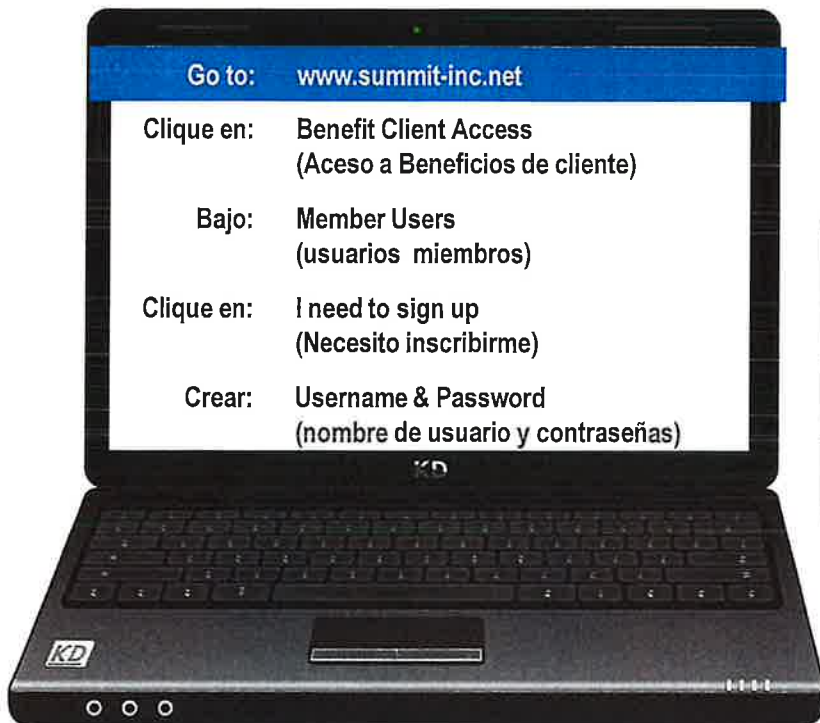 Go to: www.summit-inc.net
Clique en: Benefit Client Access
(Aceso a Beneficios de cliente)
Bajo: Member Users
(usuarios miembros)
Clique en: I need to sign up
(Necesito inscribirme)
Crear: Username & Password
(nombre de usuario y contraseñas)
KD
KD